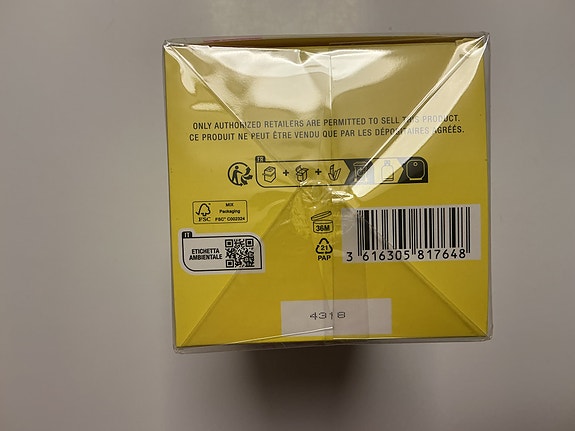 ONLY AUTHORIZED RETAILERS ARE PERMITTED TO SELL THIS PRODUCT.
CE PRODUIT NE PEUT ÊTRE VENDU QUE PAR LES DÉPOSITAIRES AGRÉÉS.
FR
+ +
FSC
MIX
Packaging
FSC® C002924
36M
IT
ETICHETTA
AMBIENTALE
21
PAP
3 616305 817648
4318